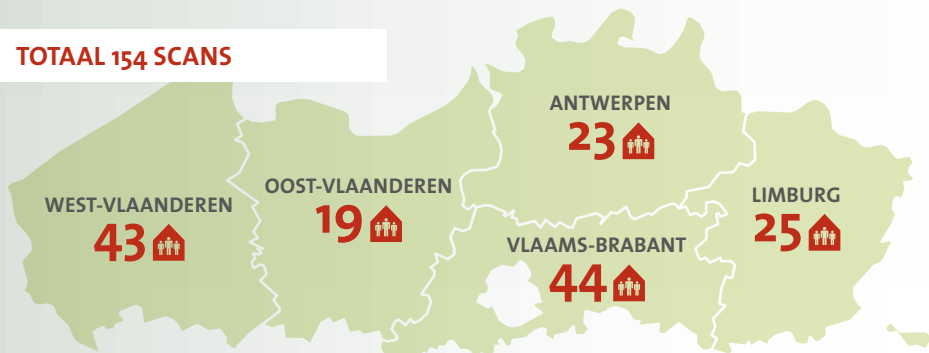 TOTAAL 154 SCANS
ANTWERPEN
23
WEST-VLAANDEREN
43
OOST-VLAANDEREN
19
LIMBURG
25
VLAAMS-BRABANT
44